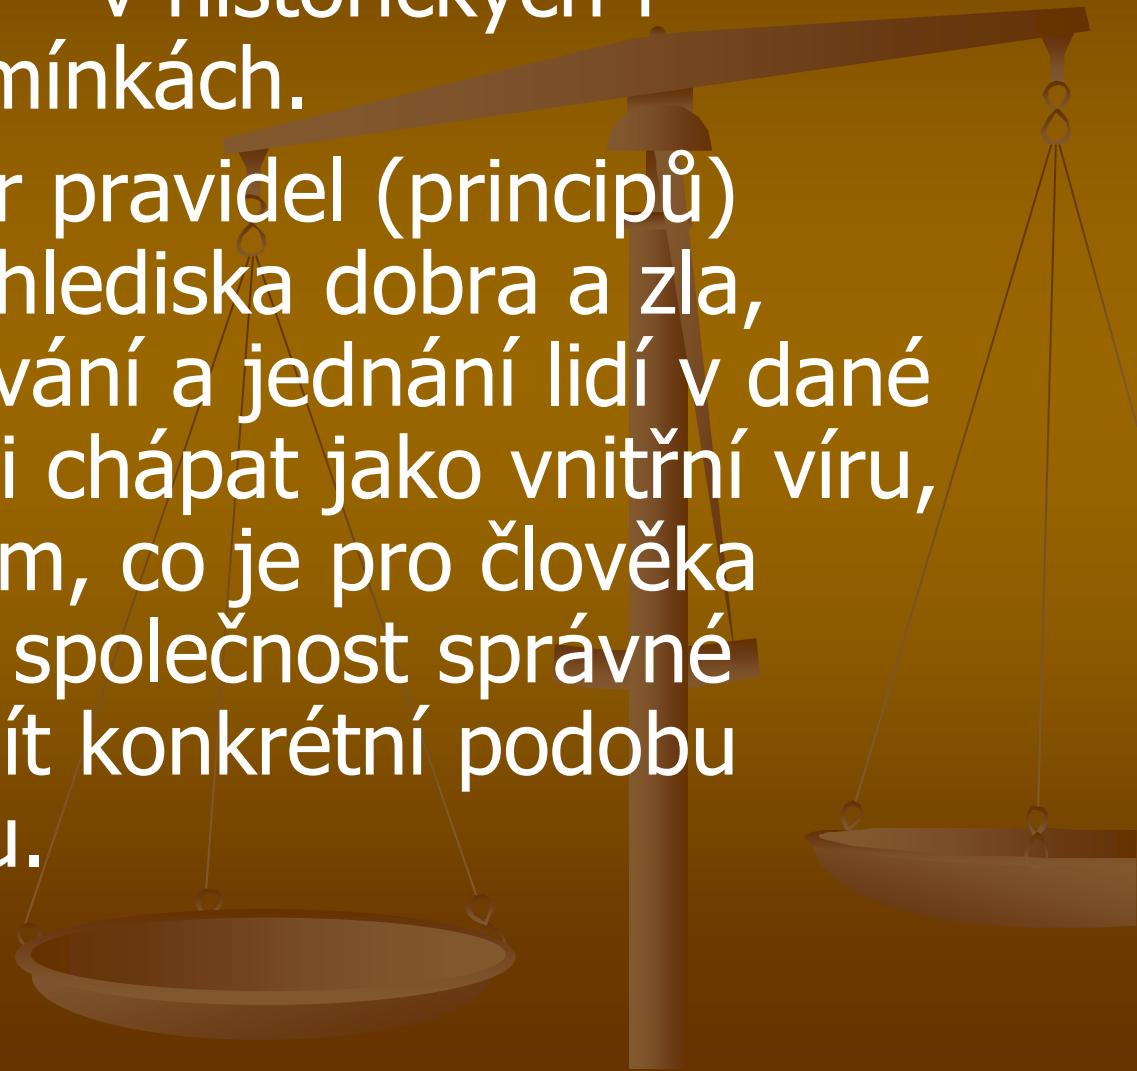 v historických i
mínkách.
r pravidel (principů)
hlediska dobra a zla,
vání a jednání lidí v dané
i chápat jako vnitřní víru,
m, co je pro člověka
společnost správné
ít konkrétní podobu
u.